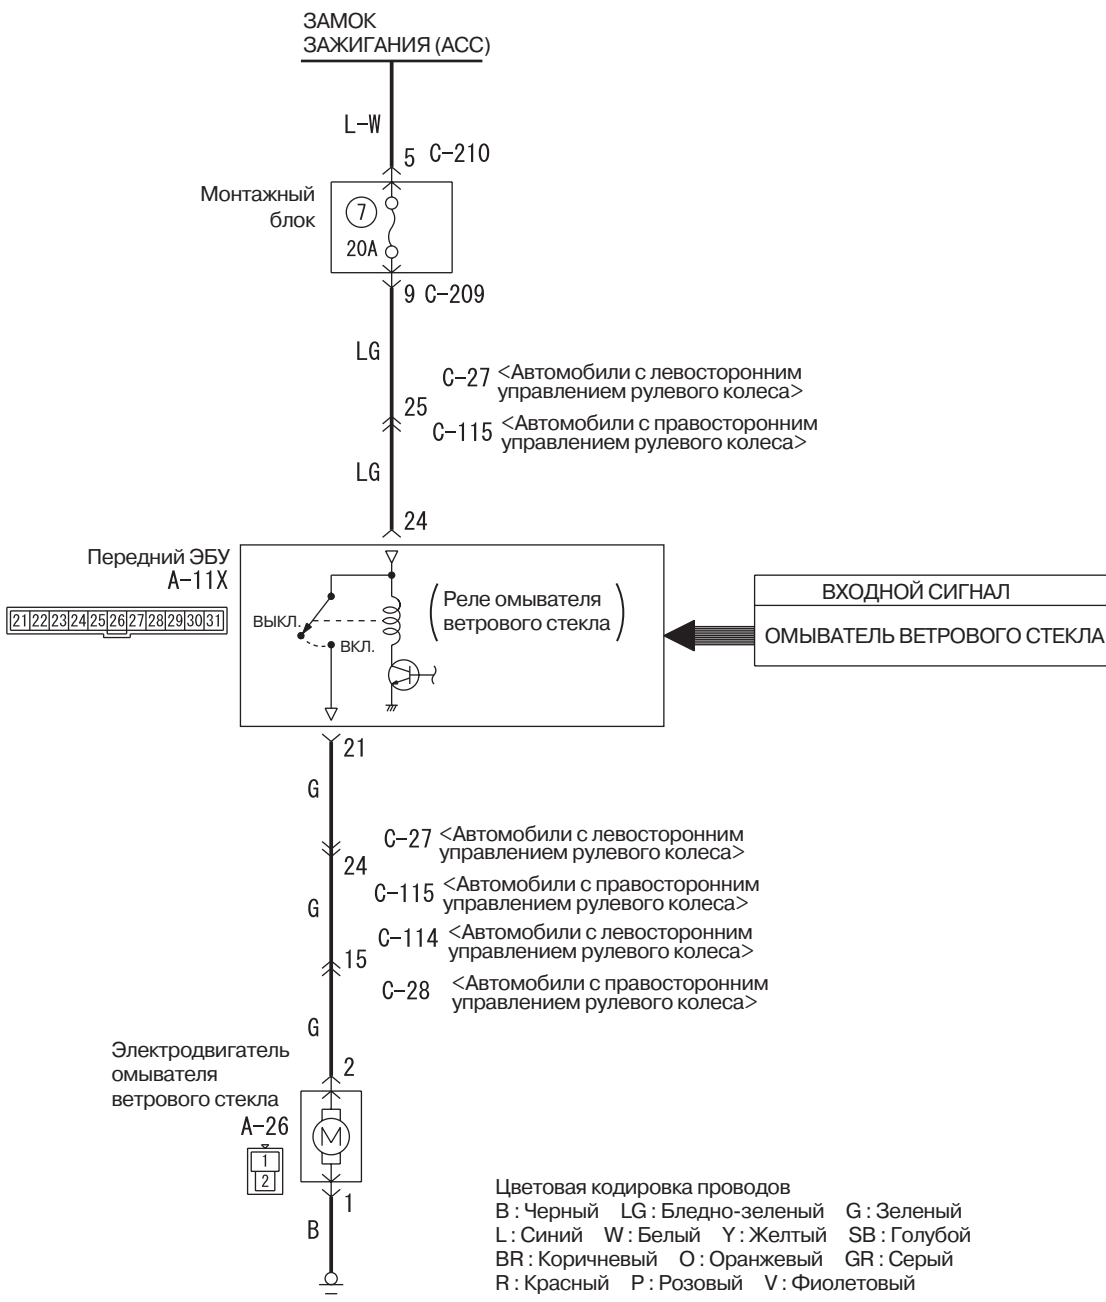 ЗАМОК
ЗАЖИГАНИЯ (ACC)
L-W
5 C-210
Монтажный
блок
7
20A
9 C-209
LG
C-27 <Автомобили с левосторонним
управлением рулевого колеса>
25
C-115 <Автомобили с правосторонним
управлением рулевого колеса>
LG
24
Передний ЭБУ
A-11X
21 22 23 24 25 26 27 28 29 30 31
ВЫКЛ.
ВКЛ.
(Реле омывателя
ветрового стекла)
ВХОДНОЙ СИГНАЛ
ОМЫВАТЕЛЬ ВЕТРОВОГО СТЕКЛА
21
G
C-27 <Автомобили с левосторонним
управлением рулевого колеса>
24
C-115 <Автомобили с правосторонним
управлением рулевого колеса>
G
C-114 <Автомобили с левосторонним
управлением рулевого колеса>
15
C-28 <Автомобили с правосторонним
управлением рулевого колеса>
G
2
Электродвигатель
омывателя
ветрового стекла
A-26
1
2
M
1
B
Цветовая кодировка проводов
B : Черный LG : Бледно-зеленый G : Зеленый
L : Синий W : Белый Y : Желтый SB : Голубой
BR : Коричневый O : Оранжевый GR : Серый
R : Красный P : Розовый V : Фиолетовый